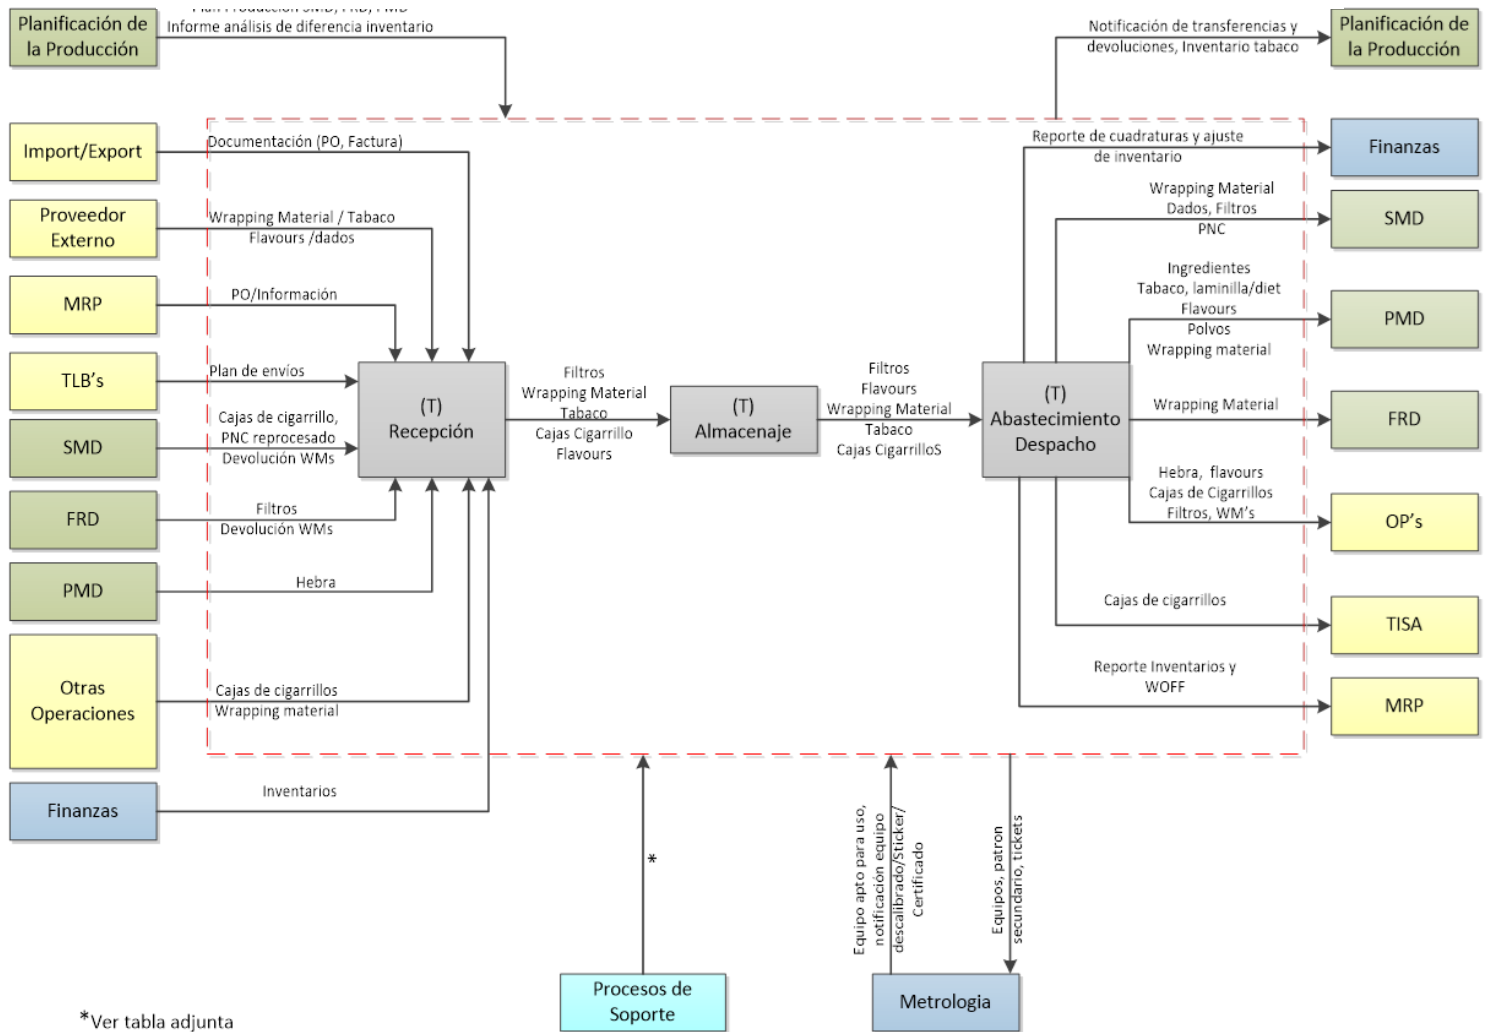 Planificación de
la Producción
Plan Producción SMD, FRD, PMD
Informe análisis de diferencia inventario
Notificación de transferencias y
devoluciones, Inventario tabaco
Planificación de
la Producción
Import/Export
Documentación (PO, Factura)
Reporte de cuadraturas y ajuste
de inventario
Finanzas
Proveedor
Externo
Wrapping Material / Tabaco
Flavours /dados
Wrapping Material
Dados, Filtros
PNC
SMD
MRP
PO/Información
Ingredientes
Tabaco, laminilla/diet
Flavours
Polvos
Wrapping material
PMD
TLB's
Plan de envíos
(T)
Recepción
Filtros
Wrapping Material
Tabaco
Cajas Cigarrillo
Flavours
(T)
Almacenaje
Filtros
Flavours
Wrapping Material
Tabaco
Cajas CigarrilloS
(T)
Abastecimiento
Despacho
Wrapping Material
FRD
SMD
Cajas de cigarrillo,
PNC reprocesado
Devolución WMs
FRD
Filtros
Devolución WMs
Hebra, flavours
Cajas de Cigarrillos
Filtros, WM's
OP's
PMD
Hebra
Cajas de cigarrillos
TISA
Otras
Operaciones
Cajas de cigarrillos
Wrapping material
Reporte Inventarios y
WOFF
MRP
Finanzas
Inventarios
*
Equipo apto para uso,
notificación equipo
descalibrado/Sticker/
Certificado
Equipos, patron
secundario, tickets
Procesos de
Soporte
Metrologia
*Ver tabla adjunta